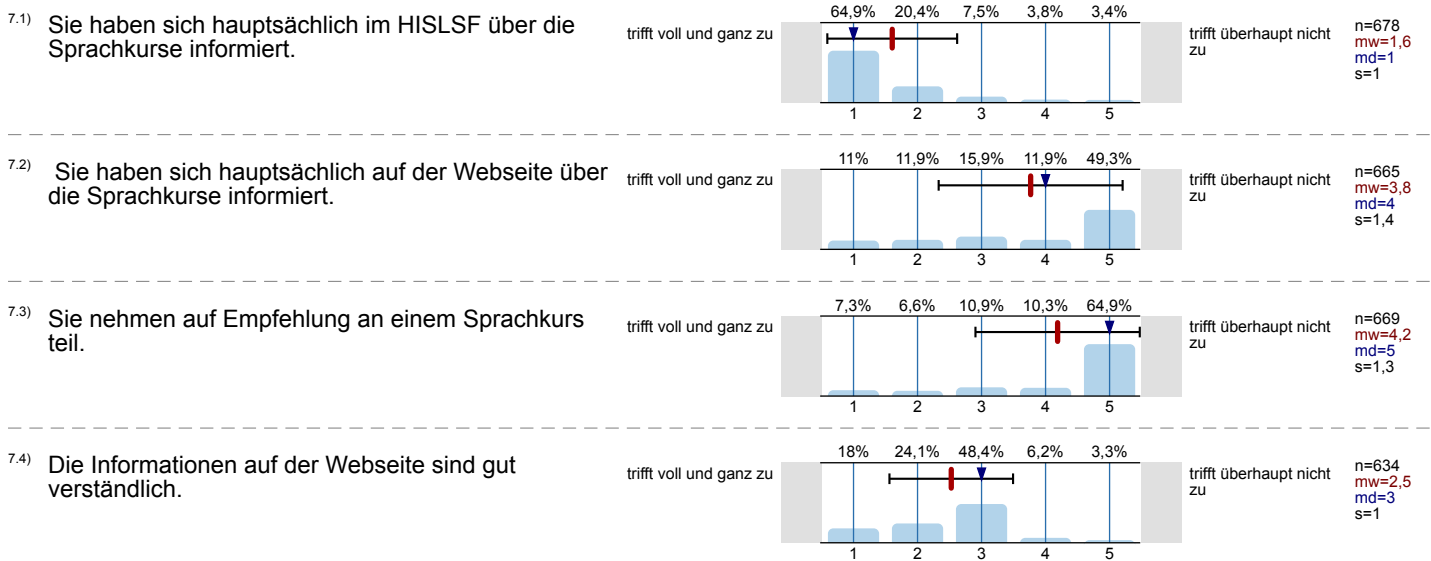 7.1) Sie haben sich hauptsächlich im HISLSF über die
Sprachkurse informiert.
trifft voll und ganz zu
64,9% 20,4% 7,5% 3,8% 3,4%
1 2 3 4 5
trifft überhaupt nicht
zu
n=678
mw=1,6
md=1
s=1
7.2) Sie haben sich hauptsächlich auf der Webseite über
die Sprachkurse informiert.
trifft voll und ganz zu
11% 11,9% 15,9% 11,9% 49,3%
1 2 3 4 5
trifft überhaupt nicht
zu
n=665
mw=3,8
md=4
s=1,4
7.3) Sie nehmen auf Empfehlung an einem Sprachkurs
teil.
trifft voll und ganz zu
7,3% 6,6% 10,9% 10,3% 64,9%
1 2 3 4 5
trifft überhaupt nicht
zu
n=669
mw=4,2
md=5
s=1,3
7.4) Die Informationen auf der Webseite sind gut
verständlich.
trifft voll und ganz zu
18% 24,1% 48,4% 6,2% 3,3%
1 2 3 4 5
trifft überhaupt nicht
zu
n=634
mw=2,5
md=3
s=1